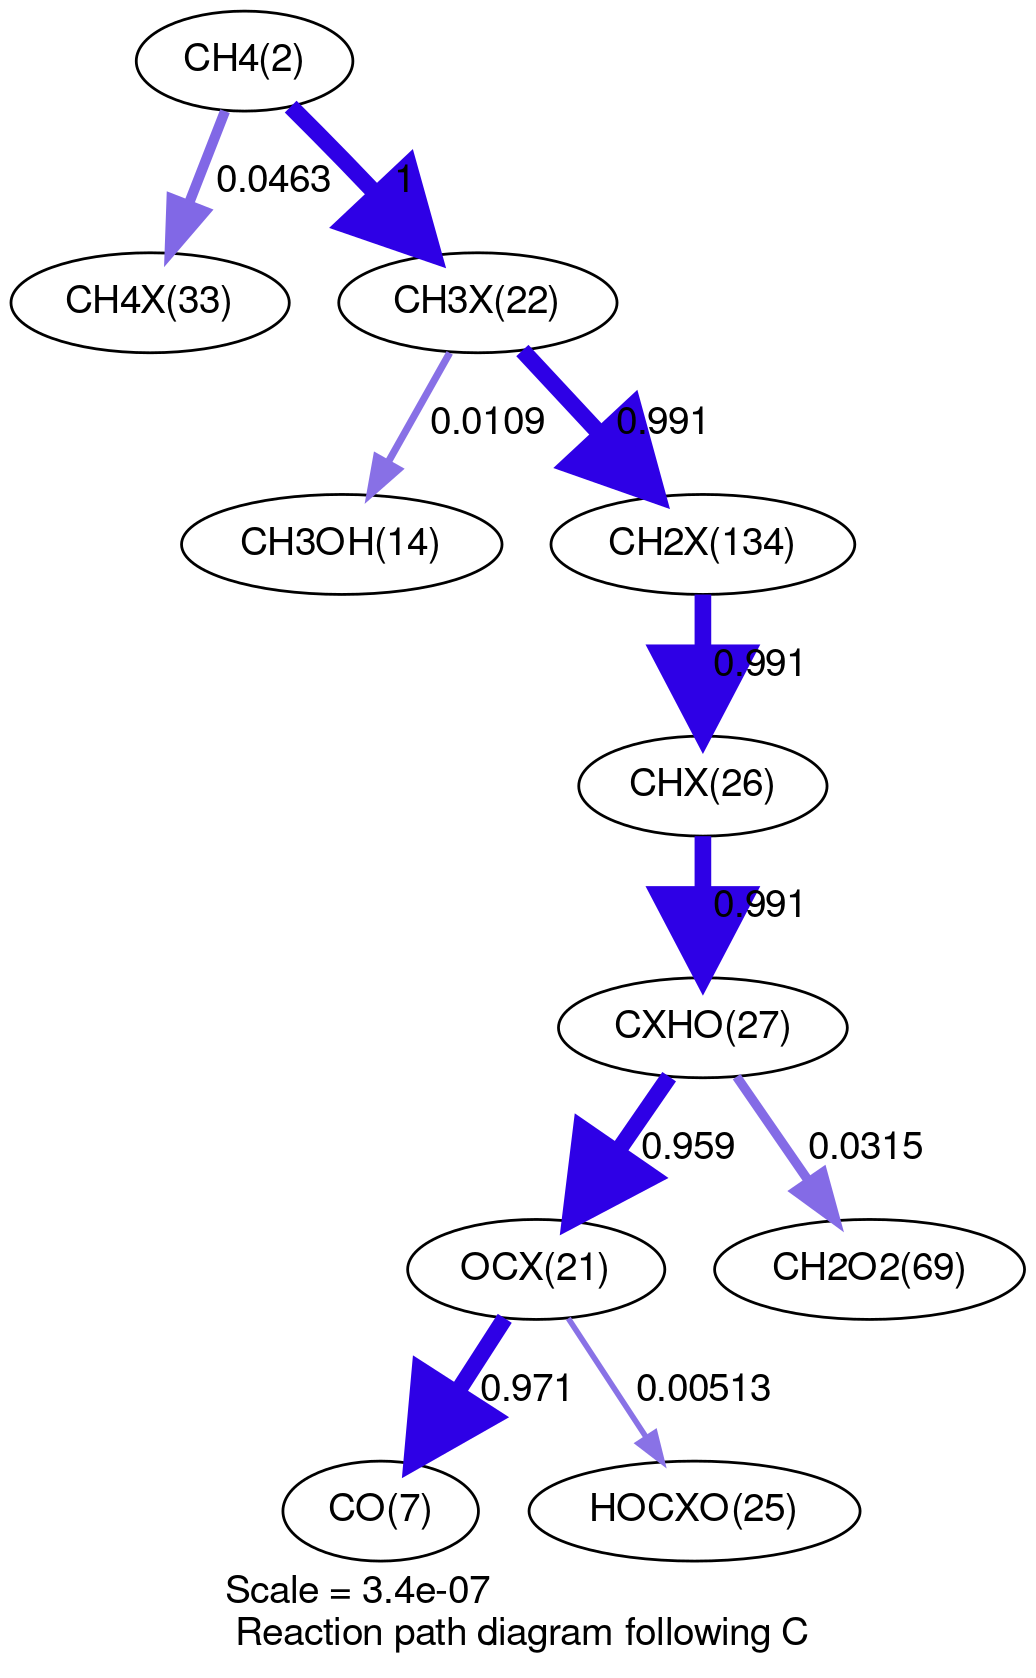 CH4(2)
0.0463
1
CH4X(33)
CH3X(22)
0.0109
0.991
CH3OH(14)
CH2X(134)
0.991
CHX(26)
0.991
CXHO(27)
0.959
0.0315
OCX(21)
CH2O2(69)
0.971
0.00513
CO(7)
HOCXO(25)
Scale = 3.4e-07
Reaction path diagram following C